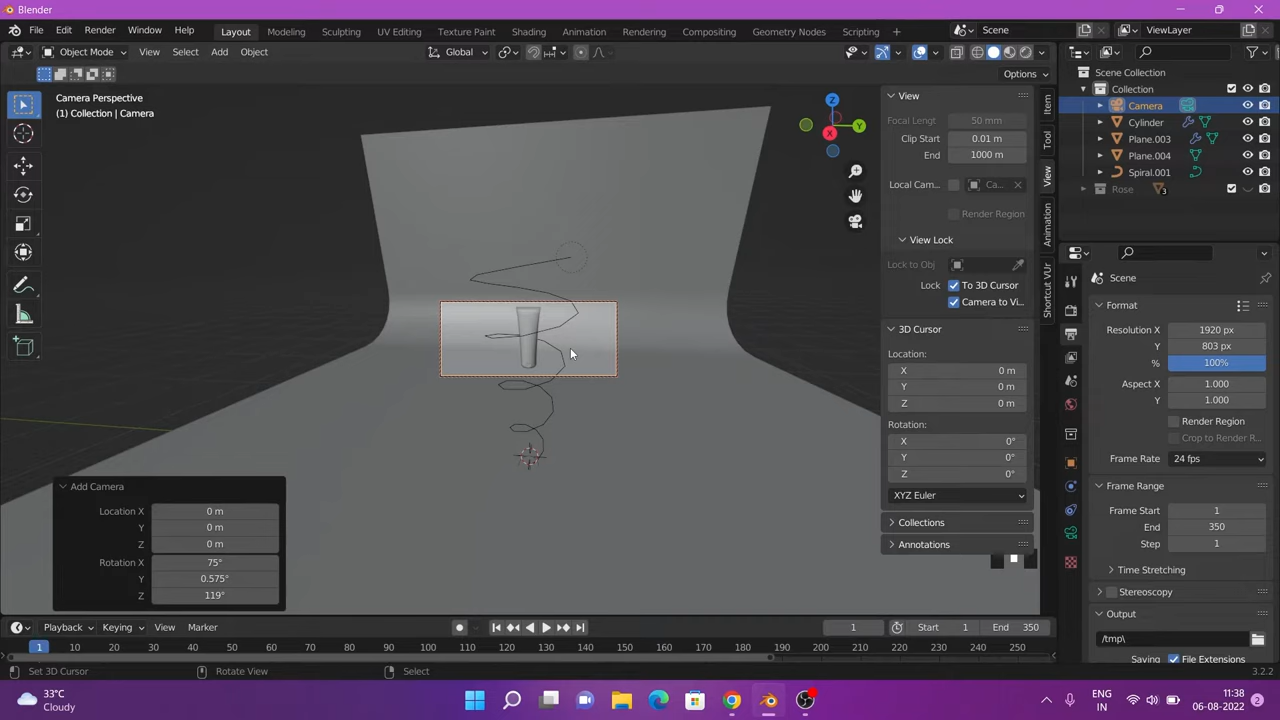 Blender
File Edit Render Window Help Layout Modeling Sculpting UV Editing Texture Paint Shading Animation Rendering Compositing Geometry Nodes Scripting + Scene ViewLayer
Object Mode View Select Add Object Global
Options
Camera Perspective
(1) Collection | Camera
Z
Y
X
View
Focal Lengt 50 mm
Clip Start 0.01 m
End 1000 m
Local Cam... Ca...
Render Region
View Lock
Lock to Obj
Lock To 3D Cursor
Camera to Vi...
3D Cursor
Location:
X 0 m
Y 0 m
Z 0 m
Rotation:
X 0°
Y 0°
Z 0°
XYZ Euler
Collections
Annotations
Item
Tool
View
Animation
Shortcut VUr
Scene Collection
Collection
Camera
Cylinder
Plane.003
Plane.004
Spiral.001
Rose 3
Scene
Format
Resolution X 1920 px
Y 803 px
% 100%
Aspect X 1.000
Y 1.000
Render Region
Crop to Render R...
Frame Rate 24 fps
Frame Range
Frame Start 1
End 350
Step 1
Time Stretching
Stereoscopy
Output
/tmp\
Saving File Extensions
Add Camera
Location X 0 m
Y 0 m
Z 0 m
Rotation X 75°
Y 0.575°
Z 119°
Playback Keying View Marker 1 Start 1 End 350
1 10 20 30 40 50 60 70 80 90 100 110 120 130 140 150 160 170 180 190 200 210 220 230 240 250
Set 3D Cursor Rotate View Select 3.2.2
33°C
Cloudy
ENG
IN
11:38
06-08-2022
2